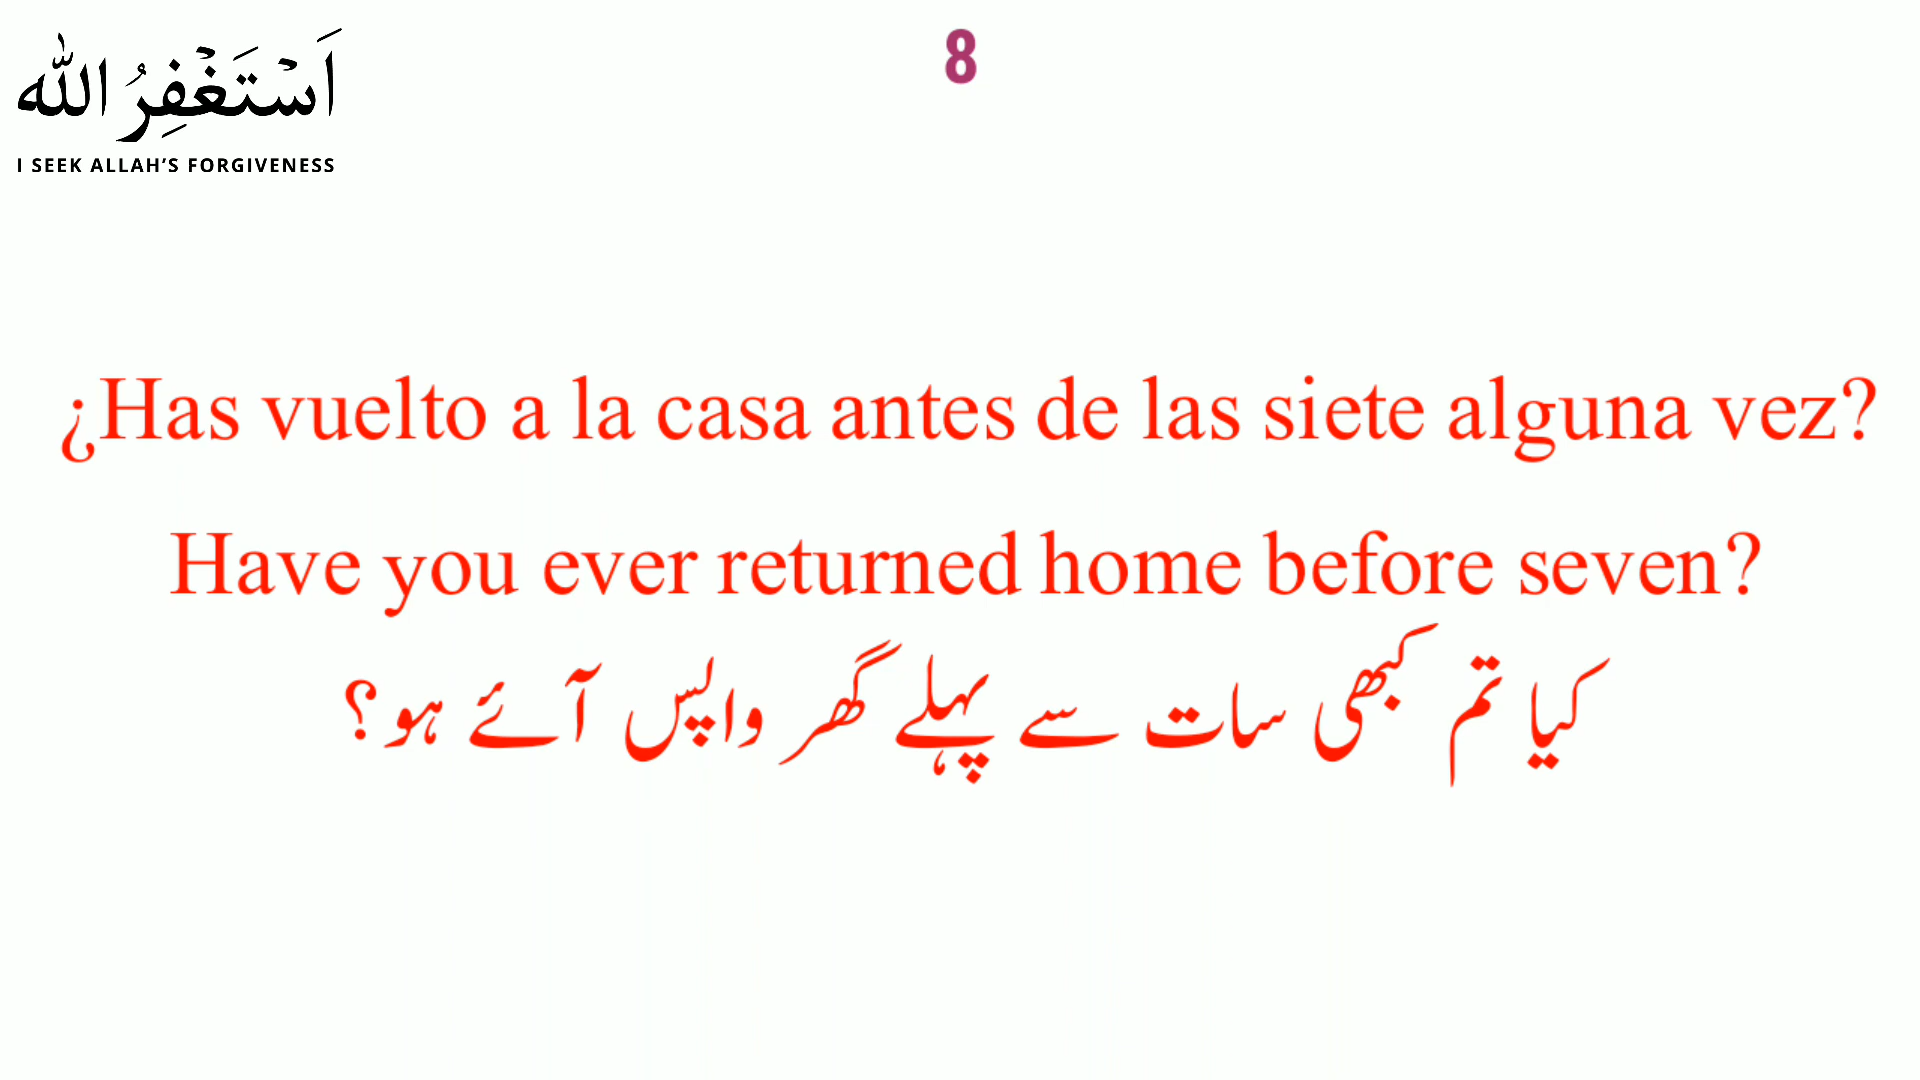 اَسْتَغْفِرُ اللّٰه
I SEEK ALLAH'S FORGIVENESS
8
¿Has vuelto a la casa antes de las siete alguna vez?
Have you ever returned home before seven?
کیا تم کبھی سات سے پہلے گھر واپس آئے ہو؟